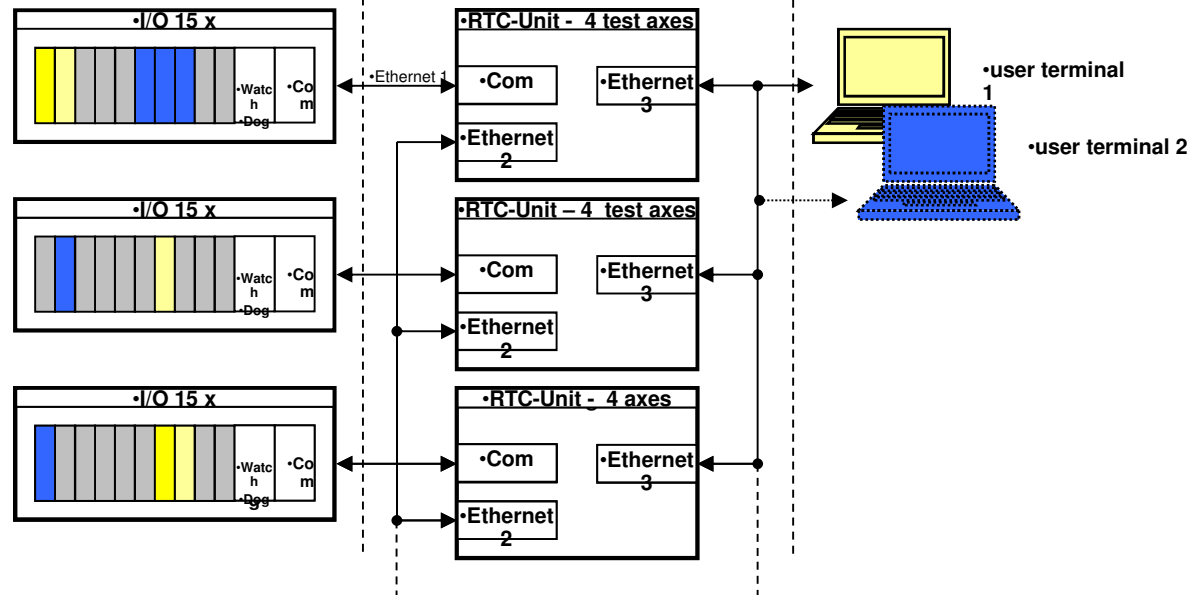 •I/O 15 x
•Watc
h
•Dog
•Co
m
•Ethernet 1
•RTC-Unit - 4 test axes
•Com
•Ethernet
3
•Ethernet
2
•user terminal
1
•user terminal 2
•I/O 15 x
•Watc
h
•Dog
•Co
m
•RTC-Unit – 4 test axes
•Com
•Ethernet
3
•Ethernet
2
•I/O 15 x
•Watc
h
•Dog
•Co
m
•RTC-Unit - 4 axes
•Com
•Ethernet
3
•Ethernet
2